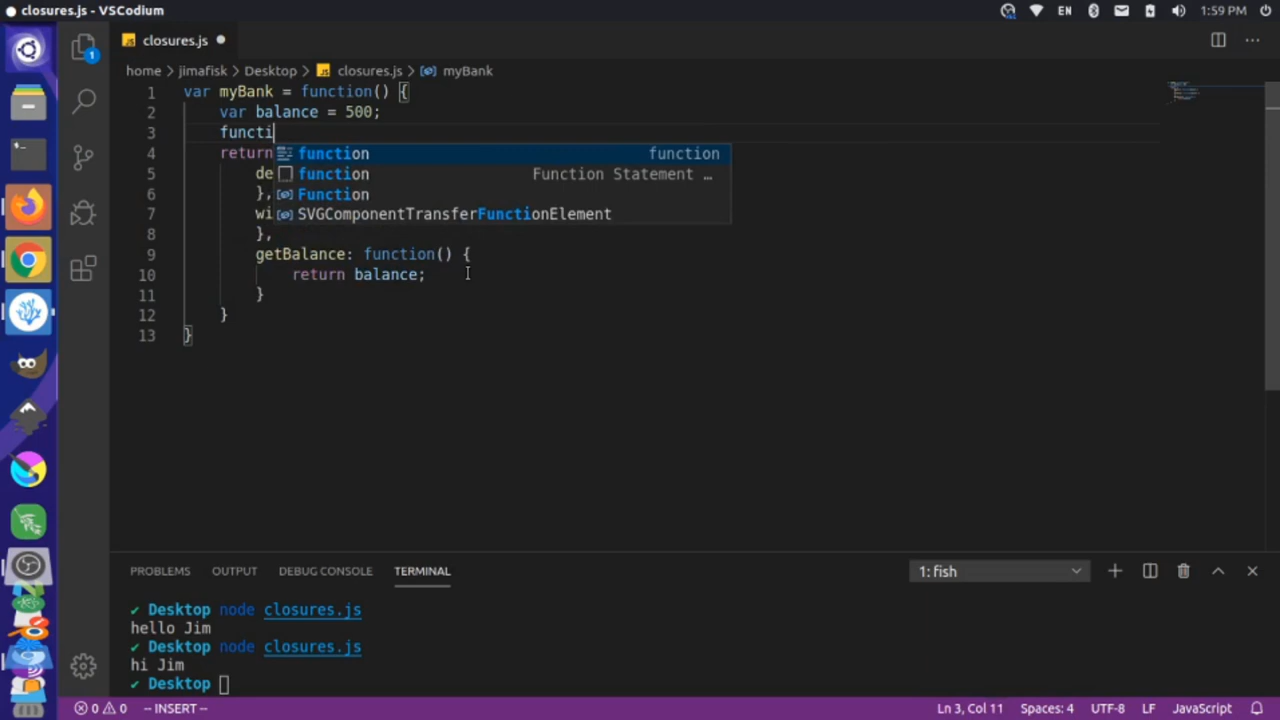 closures.js - VSCodium
EN
1:59 PM
1
closures.js
home > jimafisk > Desktop > closures.js > myBank
1 var myBank = function() {
2 var balance = 500;
3 functi
4 return
function function
5 de
function Function Statement …
6 },
Function
7 wi
SVGComponentTransferFunctionElement
8 },
9 getBalance: function() {
10 return balance;
11 }
12 }
13 }
PROBLEMS OUTPUT DEBUG CONSOLE TERMINAL
1: fish
✔ Desktop node closures.js
hello Jim
✔ Desktop node closures.js
hi Jim
✔ Desktop
0 0 -- INSERT --
Ln 3, Col 11 Spaces: 4 UTF-8 LF JavaScript